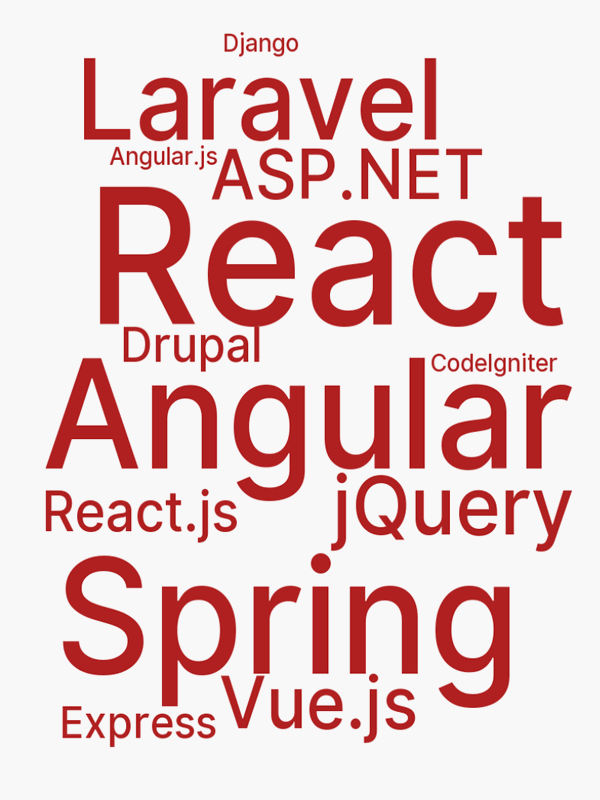 Django
Laravel
Angular.js
ASP.NET
React
Drupal
CodeIgniter
Angular
React.js
jQuery
Spring
Vue.js
Express